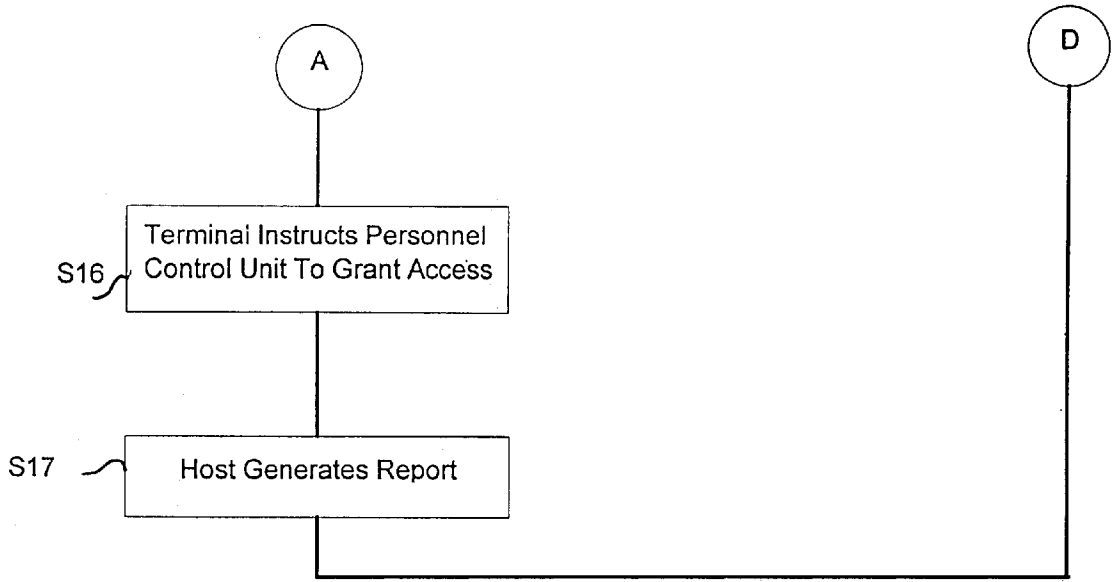 A
D
Terminal Instructs Personnel
Control Unit To Grant Access
S16
Host Generates Report
S17